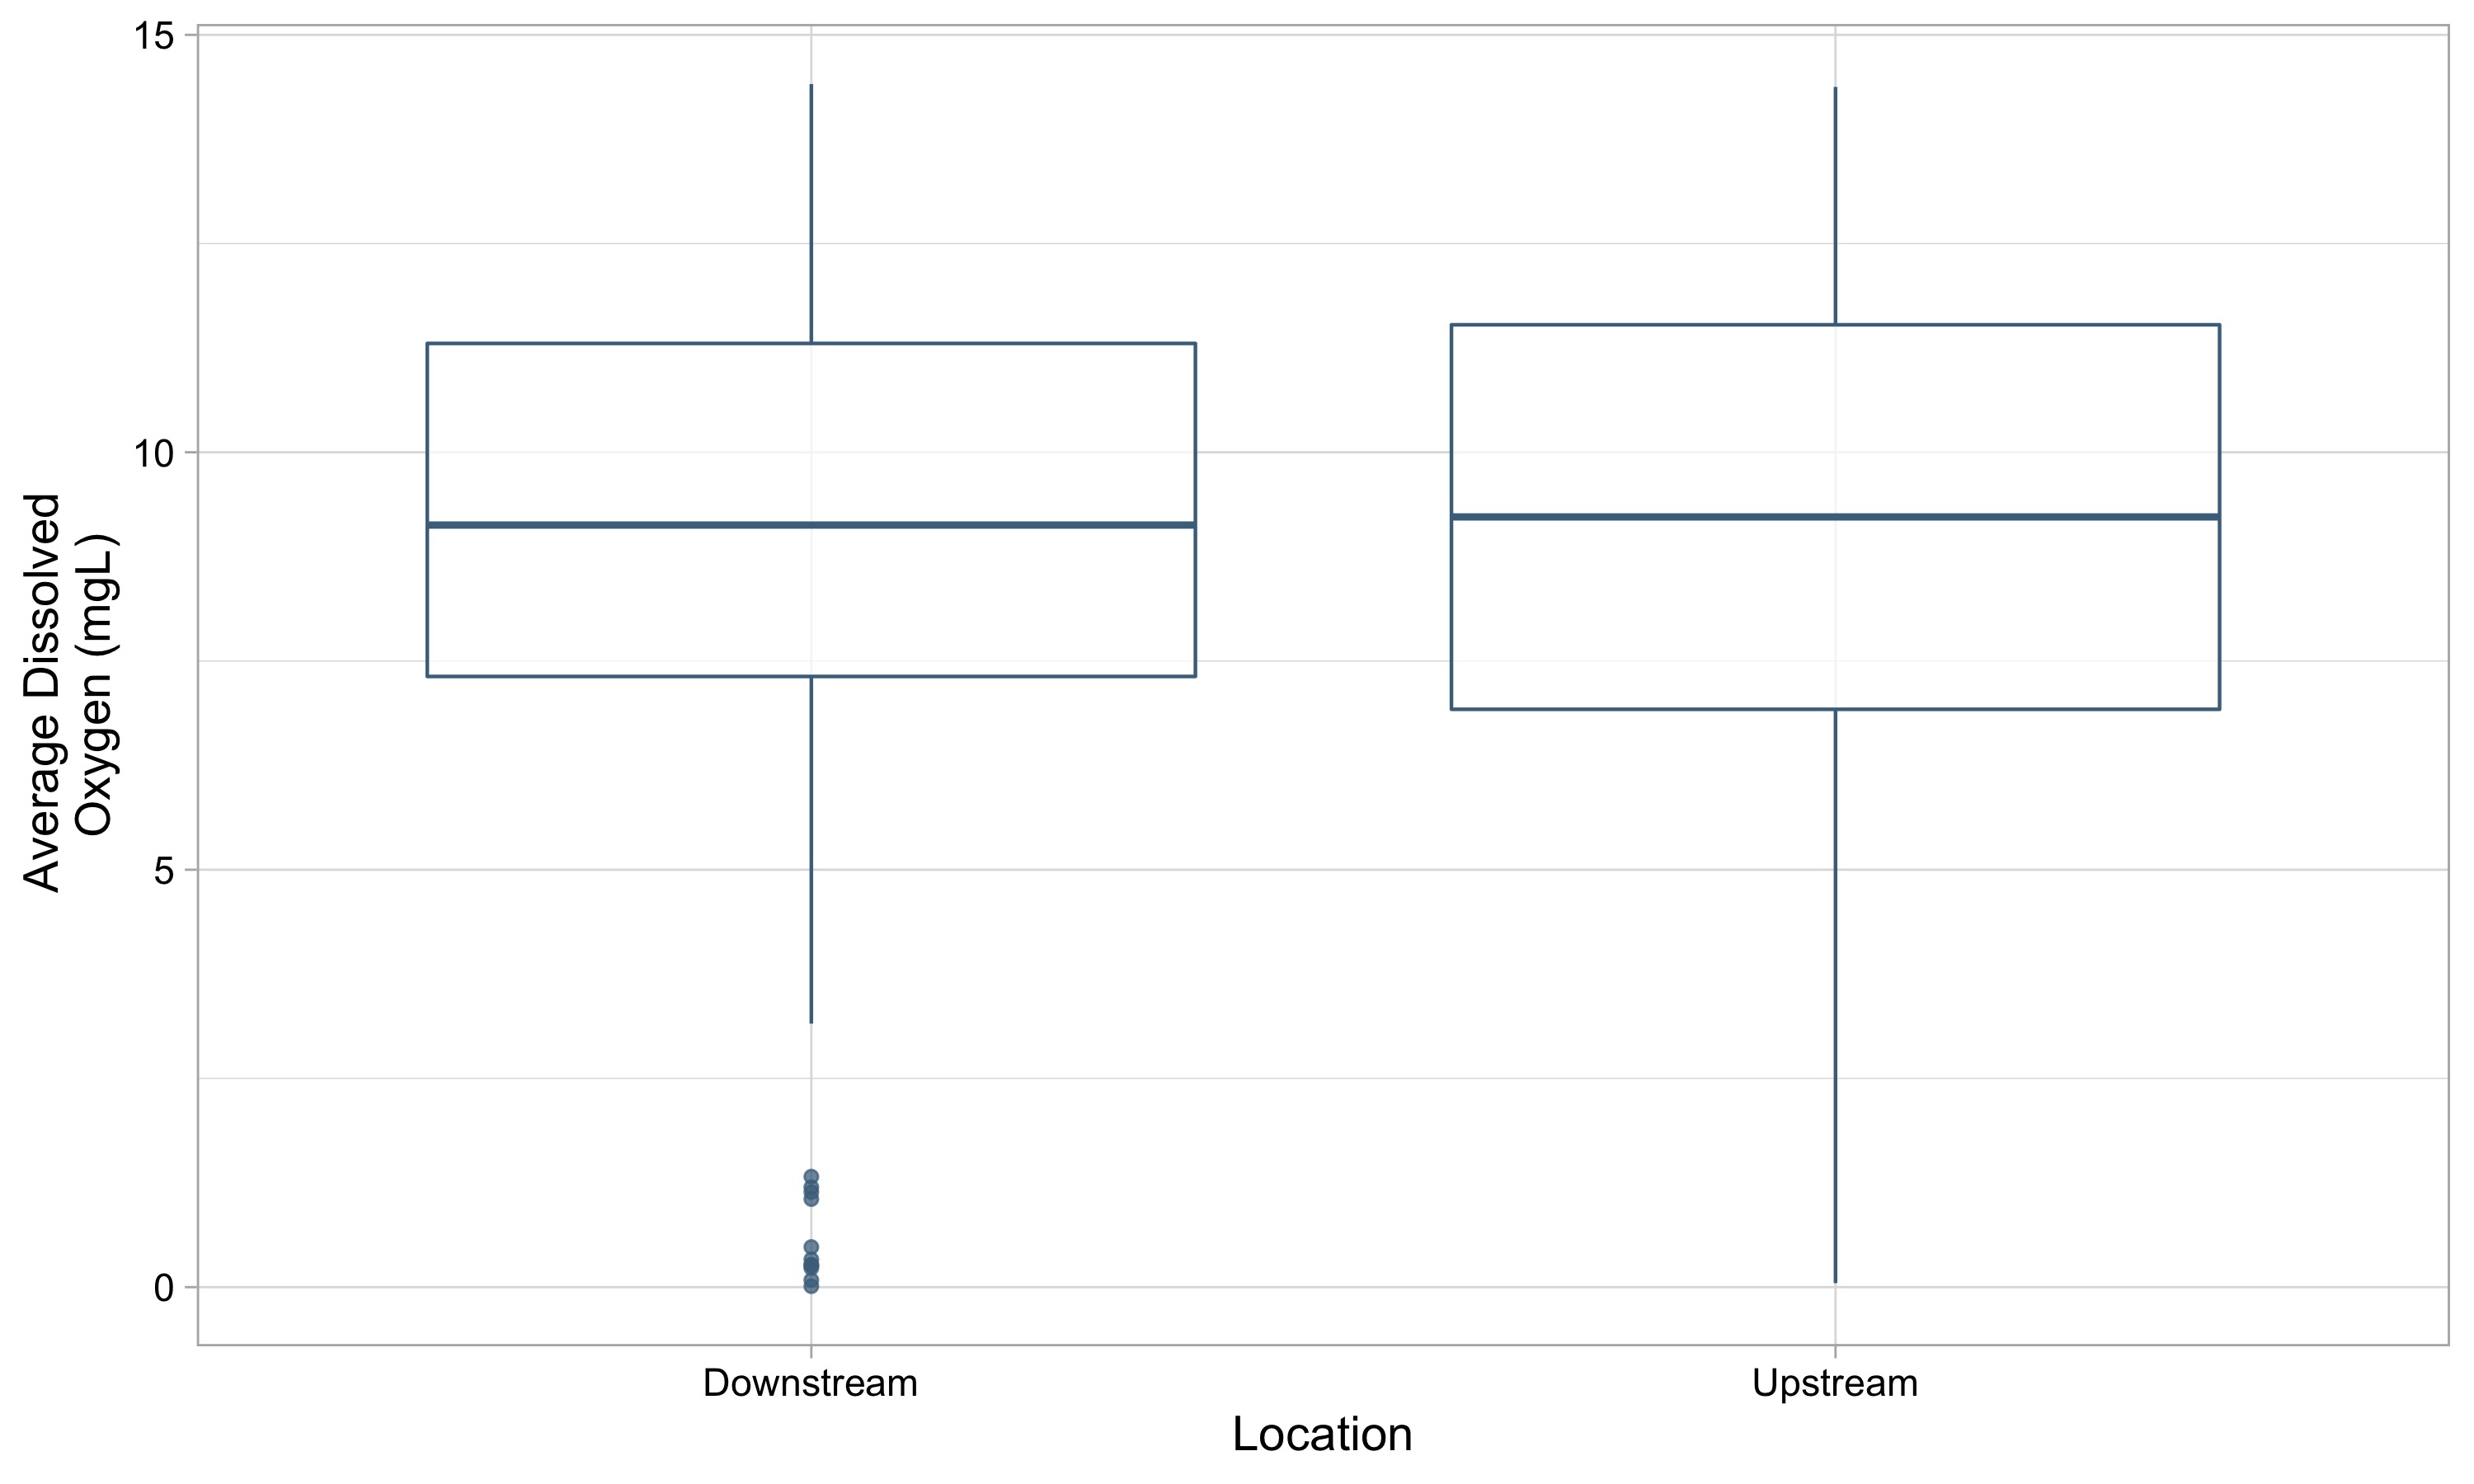 Average Dissolved
Oxygen (mgL)
15
10
5
0
Downstream
Upstream
Location